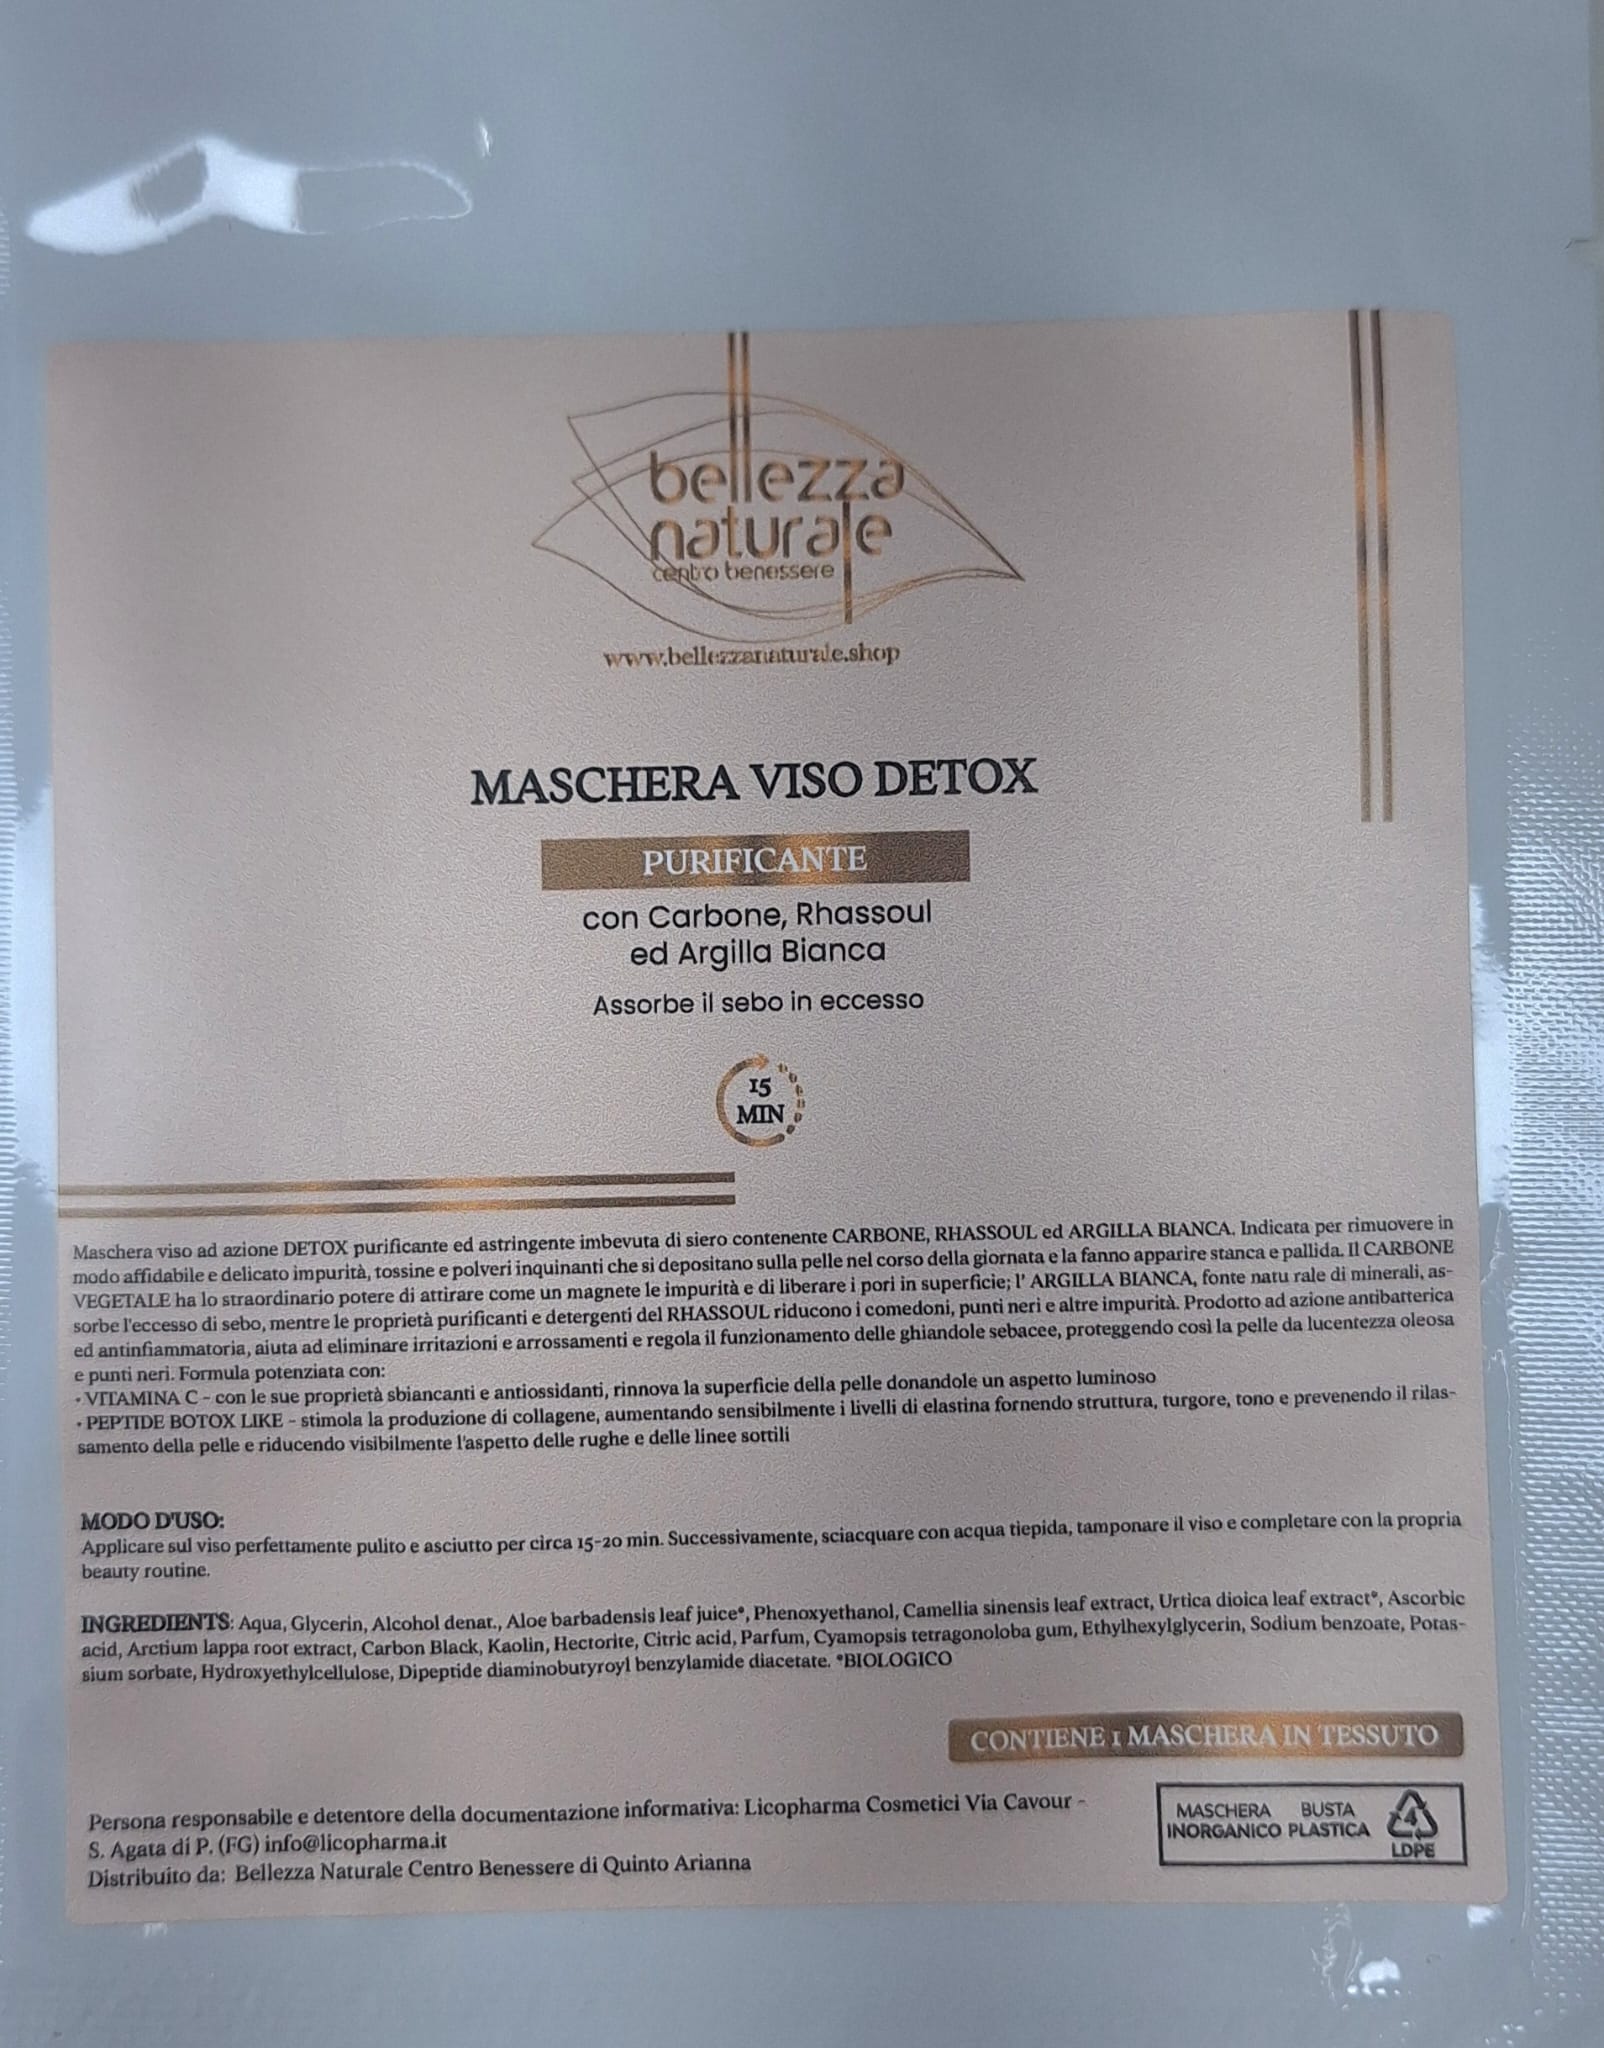 bellezza
naturale
centro benessere
www.bellezzanaturale.shop
MASCHERA VISO DETOX
PURIFICANTE
con Carbone, Rhassoul
ed Argilla Bianca
Assorbe il sebo in eccesso
15
MIN
Maschera viso ad azione DETOX purificante ed astringente imbevuta di siero contenente CARBONE, RHASSOUL ed ARGILLA BIANCA. Indicata per rimuovere in
modo affidabile e delicato impurità, tossine e polveri inquinanti che si depositano sulla pelle nel corso della giornata e la fanno apparire stanca e pallida. Il CARBONE
VEGETALE ha lo straordinario potere di attirare come un magnete le impurità e di liberare i pori in superficie; l' ARGILLA BIANCA, fonte natu rale di minerali, as-
sorbe l'eccesso di sebo, mentre le proprietà purificanti e detergenti del RHASSOUL riducono i comedoni, punti neri e altre impurità. Prodotto ad azione antibatterica
ed antinfiammatoria, aiuta ad eliminare irritazioni e arrossamenti e regola il funzionamento delle ghiandole sebacee, proteggendo così la pelle da lucentezza oleosa
e punti neri. Formula potenziata con:
• VITAMINA C - con le sue proprietà sbiancanti e antiossidanti, rinnova la superficie della pelle donandole un aspetto luminoso
• PEPTIDE BOTOX LIKE - stimola la produzione di collagene, aumentando sensibilmente i livelli di elastina fornendo struttura, turgore, tono e prevenendo il rilas-
samento della pelle e riducendo visibilmente l'aspetto delle rughe e delle linee sottili
MODO D'USO:
Applicare sul viso perfettamente pulito e asciutto per circa 15-20 min. Successivamente, sciacquare con acqua tiepida, tamponare il viso e completare con la propria
beauty routine.
INGREDIENTS: Aqua, Glycerin, Alcohol denat., Aloe barbadensis leaf juice*, Phenoxyethanol, Camellia sinensis leaf extract, Urtica dioica leaf extract*, Ascorbic
acid, Arctium lappa root extract, Carbon Black, Kaolin, Hectorite, Citric acid, Parfum, Cyamopsis tetragonoloba gum, Ethylhexylglycerin, Sodium benzoate, Potas-
sium sorbate, Hydroxyethylcellulose, Dipeptide diaminobutyroyl benzylamide diacetate. *BIOLOGICO
CONTIENE 1 MASCHERA IN TESSUTO
Persona responsabile e detentore della documentazione informativa: Licopharma Cosmetici Via Cavour -
S. Agata di P. (FG) info@licopharma.it
Distribuito da: Bellezza Naturale Centro Benessere di Quinto Arianna
MASCHERA BUSTA
INORGANICO PLASTICA
4
LDPE